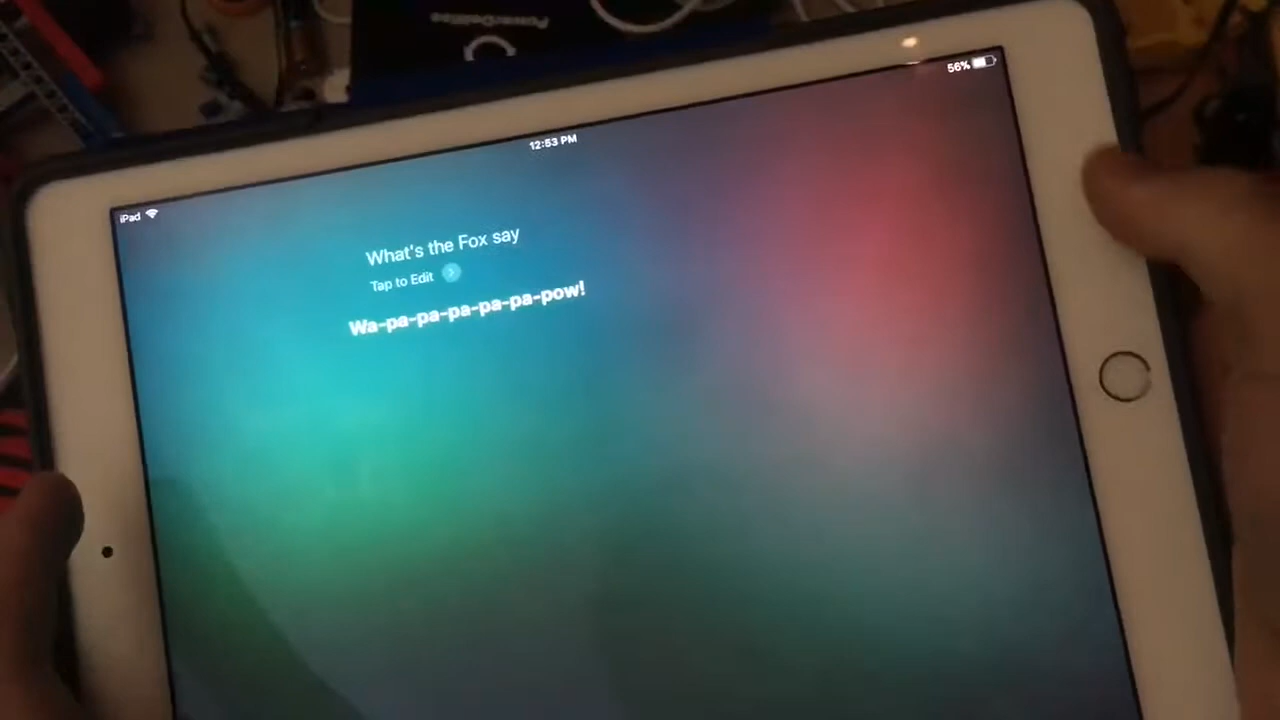 PowerDeWise
12:53 PM
56%
iPad
What's the Fox say
Tap to Edit
Wa-pa-pa-pa-pa-pa-pow!